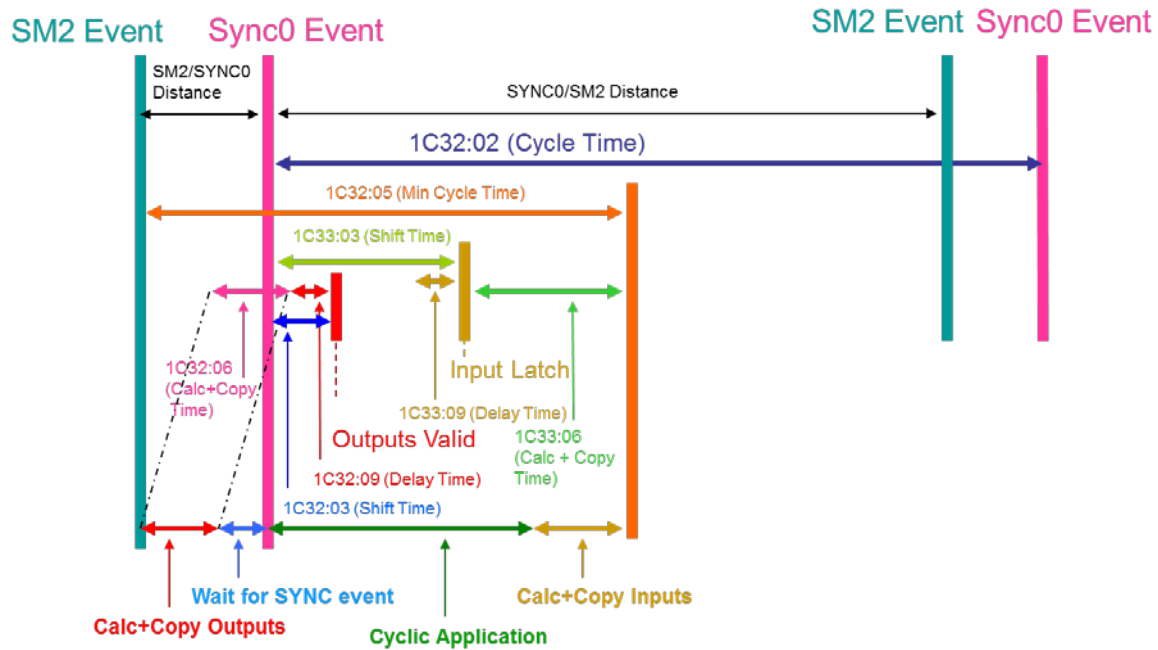 SM2 Event
Sync0 Event
SM2 Event
Sync0 Event
SM2/SYNC0
Distance
SYNC0/SM2 Distance
1C32:02 (Cycle Time)
1C32:05 (Min Cycle Time)
1C33:03 (Shift Time)
1C32:06
(Calc+Copy
Time)
Input Latch
1C33:09 (Delay Time)
Outputs Valid
1C33:06
(Calc + Copy
Time)
1C32:09 (Delay Time)
1C32:03 (Shift Time)
Wait for SYNC event
Calc+Copy Inputs
Calc+Copy Outputs
Cyclic Application